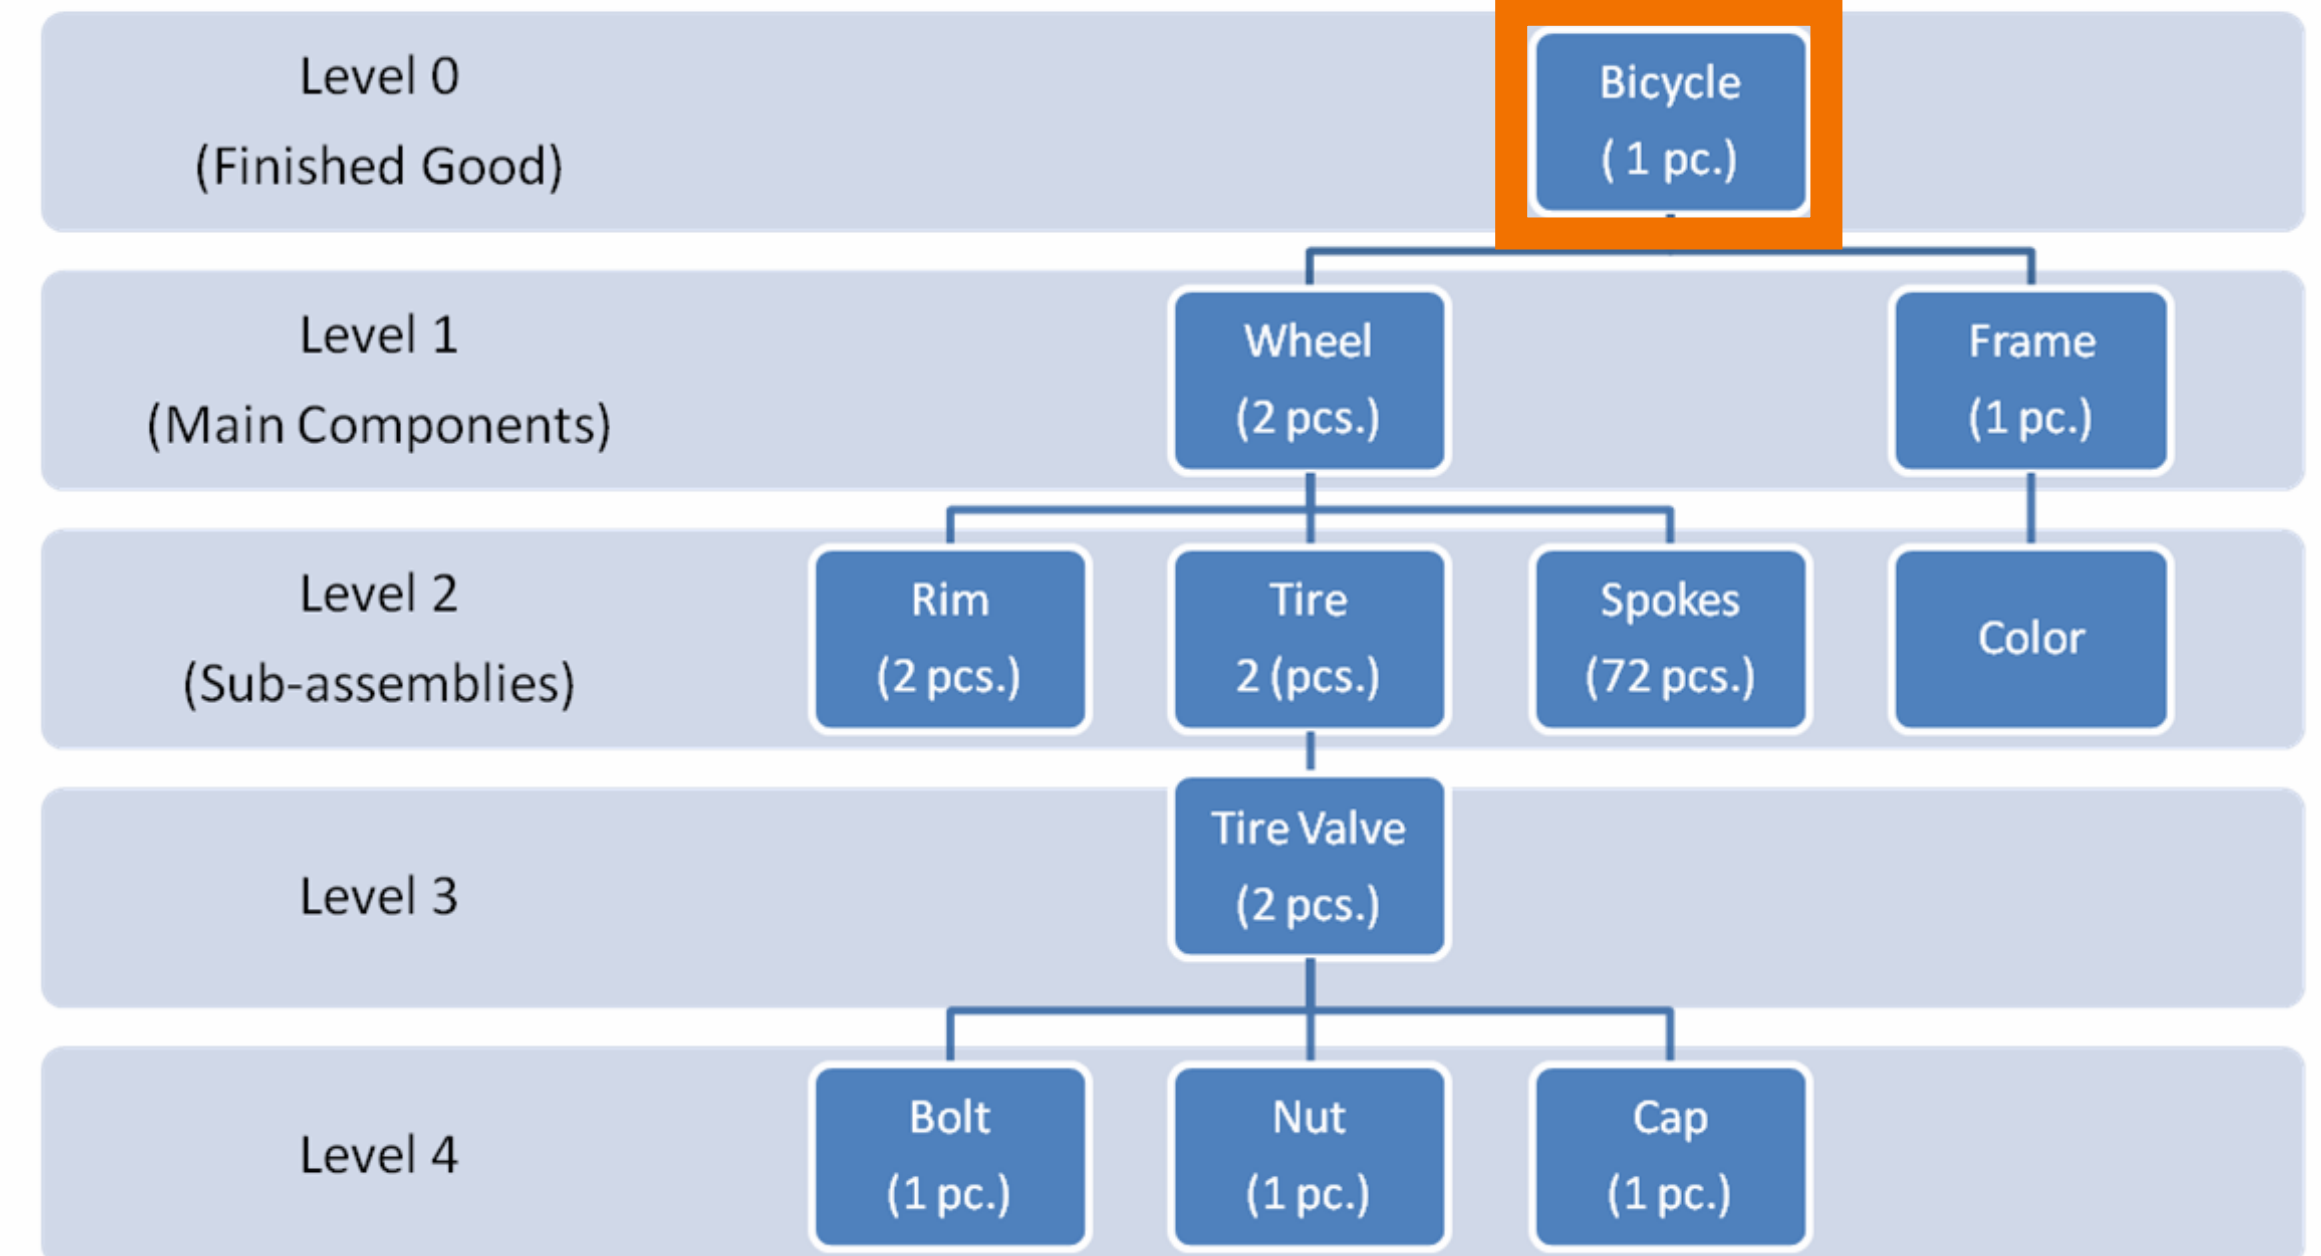 Level 0
(Finished Good)
Bicycle
( 1 pc.)
Level 1
(Main Components)
Wheel
(2 pcs.)
Frame
(1 pc.)
Level 2
(Sub-assemblies)
Rim
(2 pcs.)
Tire
2 (pcs.)
Spokes
(72 pcs.)
Color
Level 3
Tire Valve
(2 pcs.)
Level 4
Bolt
(1 pc.)
Nut
(1 pc.)
Cap
(1 pc.)